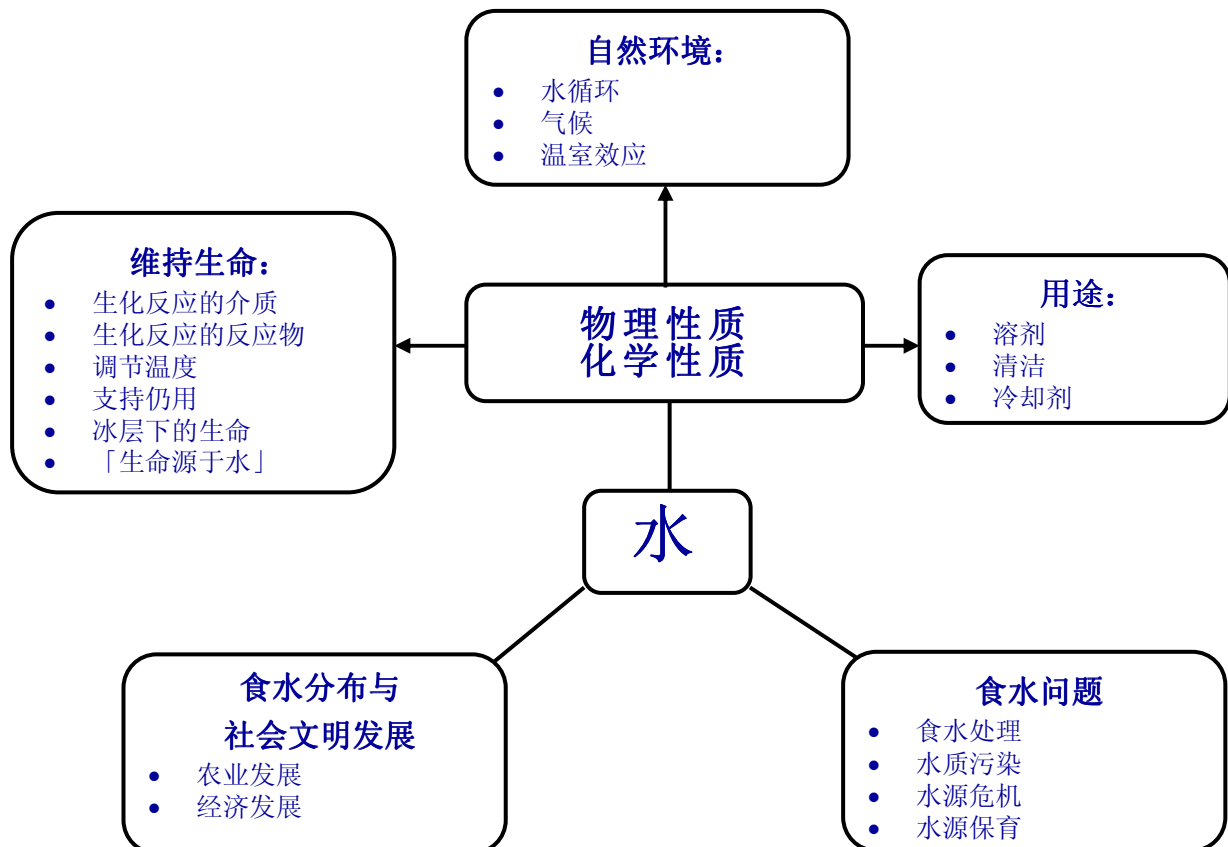 自然环境：
• 水循环
• 气候
• 温室效应
维持生命：
• 生化反应的介质
• 生化反应的反应物
• 调节温度
• 支持仍用
• 冰层下的生命
• 「生命源于水」
物理性质
化学性质
用途：
• 溶剂
• 清洁
• 冷却剂
水
食水分布与
社会文明发展
• 农业发展
• 经济发展
食水问题
• 食水处理
• 水质污染
• 水源危机
• 水源保育